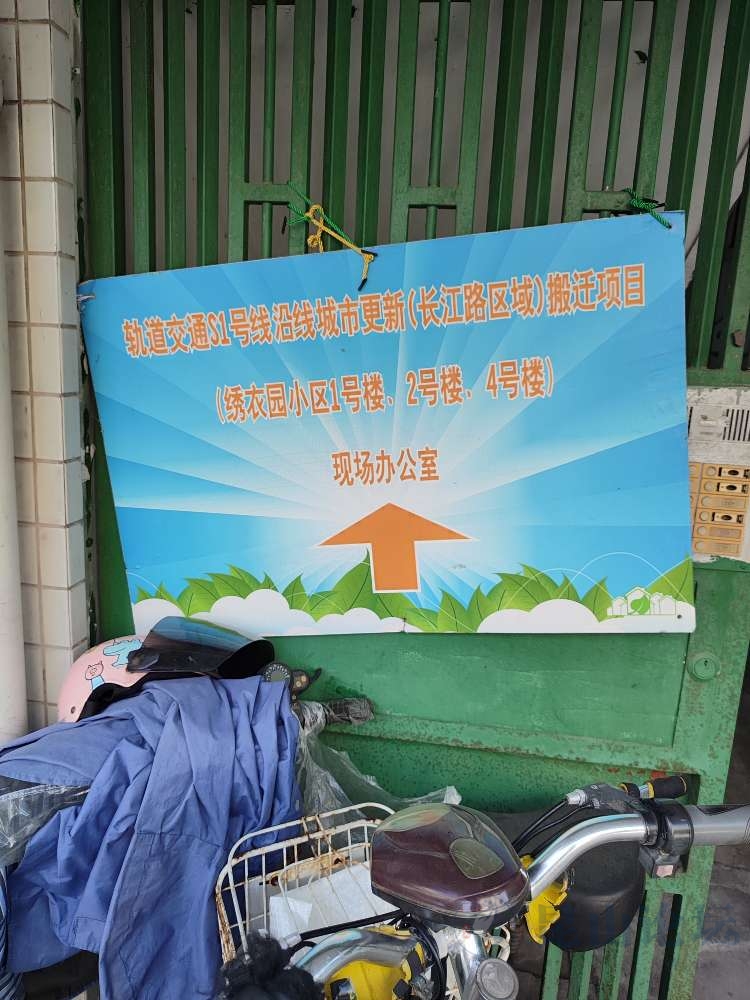 轨道交通S1号线沿线城市更新(长江路区域)搬迁项目
(绣衣园小区1号楼、2号楼、4号楼)
现场办公室